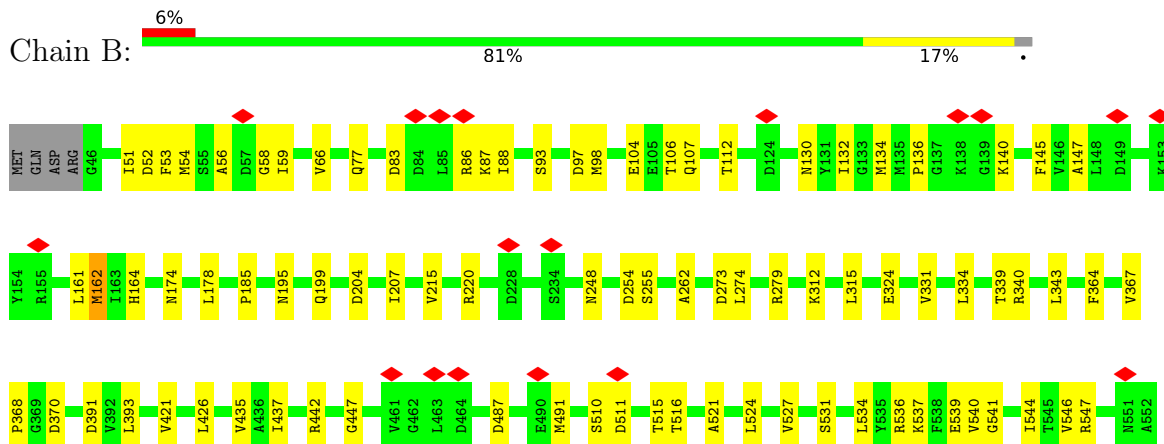 6%
Chain B:
81% 17% .
MET GLN ASP ARG G46 I51 D52 F53 M54 S55 A56 D57 G58 I59 V66 Q77 D83 D84 L85 R86 K87 I88 S93 D97 M98 E104 E105 T106 Q107 T112 D124 N130 Y131 I132 G133 M134 M135 P136 G137 K138 G139 K140 F145 V146 A147 L148 D149 K153
Y154 R155 L161 M162 I163 H164 N174 L178 P185 N195 Q199 D204 I207 V215 R220 D228 S234 N248 D254 S255 A262 D273 L274 R279 K312 L315 E324 V331 L334 T339 R340 L343 F364 V367
P368 G369 D370 D391 V392 L393 V421 L426 V435 A436 I437 R442 G447 V461 G462 L463 D464 D487 E490 M491 S510 D511 T515 T516 A521 L524 V527 S531 L534 Y535 R536 K537 F538 E539 V540 G541 I544 T545 V546 R547 N551 A552